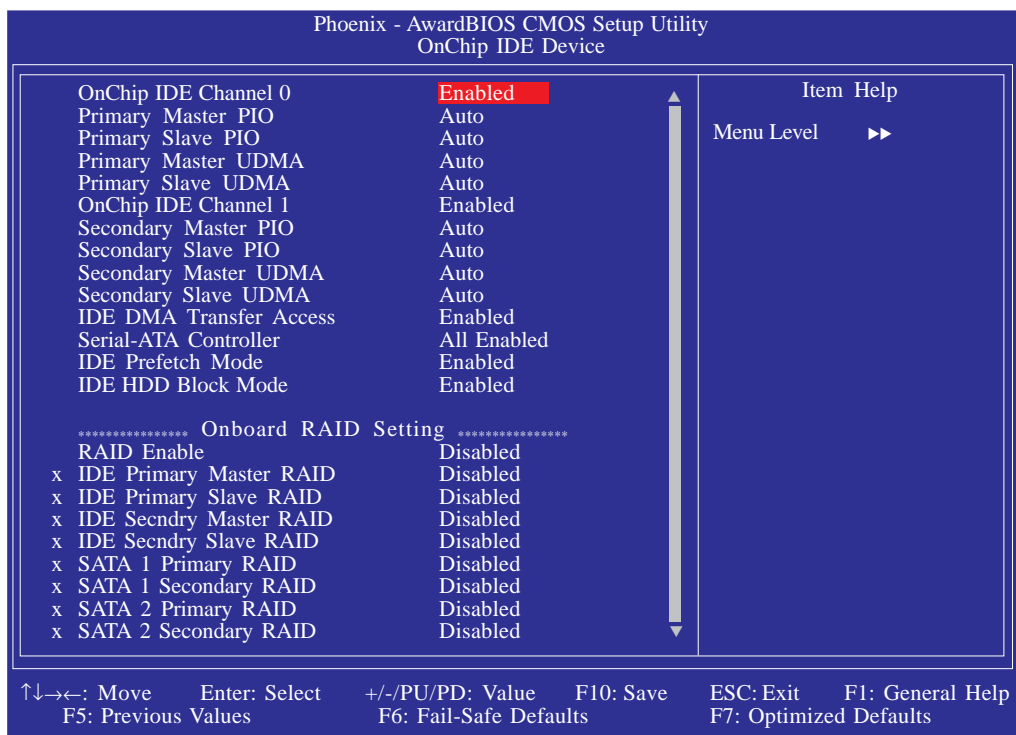 Phoenix - AwardBIOS CMOS Setup Utility
OnChip IDE Device
OnChip IDE Channel 0 Enabled
Primary Master PIO Auto
Primary Slave PIO Auto
Primary Master UDMA Auto
Primary Slave UDMA Auto
OnChip IDE Channel 1 Enabled
Secondary Master PIO Auto
Secondary Slave PIO Auto
Secondary Master UDMA Auto
Secondary Slave UDMA Auto
IDE DMA Transfer Access Enabled
Serial-ATA Controller All Enabled
IDE Prefetch Mode Enabled
IDE HDD Block Mode Enabled
**************** Onboard RAID Setting ****************
RAID Enable Disabled
x IDE Primary Master RAID Disabled
x IDE Primary Slave RAID Disabled
x IDE Secndry Master RAID Disabled
x IDE Secndry Slave RAID Disabled
x SATA 1 Primary RAID Disabled
x SATA 1 Secondary RAID Disabled
x SATA 2 Primary RAID Disabled
x SATA 2 Secondary RAID Disabled
Item Help
Menu Level ▶▶
↑↓→←: Move Enter: Select +/-/PU/PD: Value F10: Save ESC: Exit F1: General Help
F5: Previous Values F6: Fail-Safe Defaults F7: Optimized Defaults